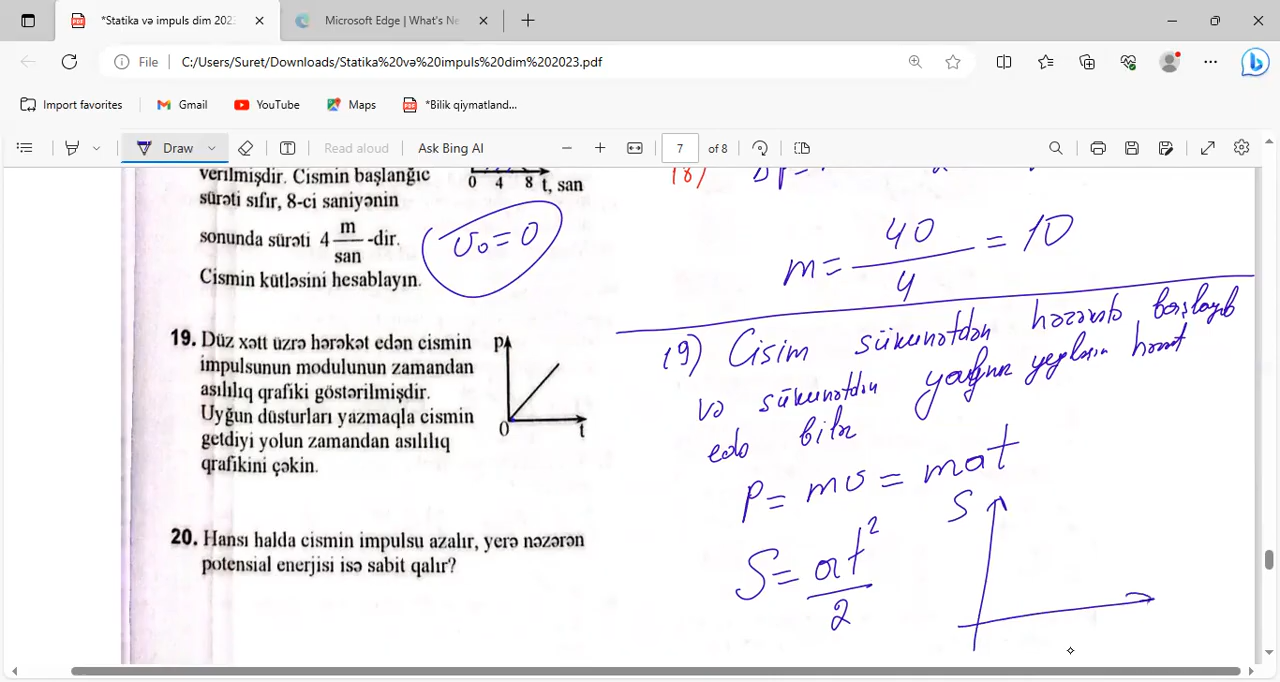 *Statika və impuls dim 202
Microsoft Edge | What's Ne
File
C:/Users/Suret/Downloads/Statika%20və%20impuls%20dim%202023.pdf
Import favorites
Gmail
YouTube
Maps
*Bilik qiymatland...
Draw
Read aloud
Ask Bing AI
7
of 8
verilmişdir. Cismin başlanğıc
0 4 8 t, san
sürəti sıfır, 8-ci saniyənin
sonunda sürəti 4 m/san -dir.
Cismin kütləsini hesablayın.
υ₀ = 0
18)
m = 40/4 = 10
19. Düz xətt üzrə hərəkət edən cismin
impulsunun modulunun zamandan
asılılıq qrafiki göstərilmişdir.
Uyğun düsturları yazmaqla cismin
getdiyi yolun zamandan asılılıq
qrafikini çəkin.
p
0
t
20. Hansı halda cismin impulsu azalır, yerə nəzərən
potensial enerjisi isə sabit qalır?
19) Cisim sükunətdən başlayıb
və sükunətdən
edə bilər
P = mυ = mat
S = at²/2
S